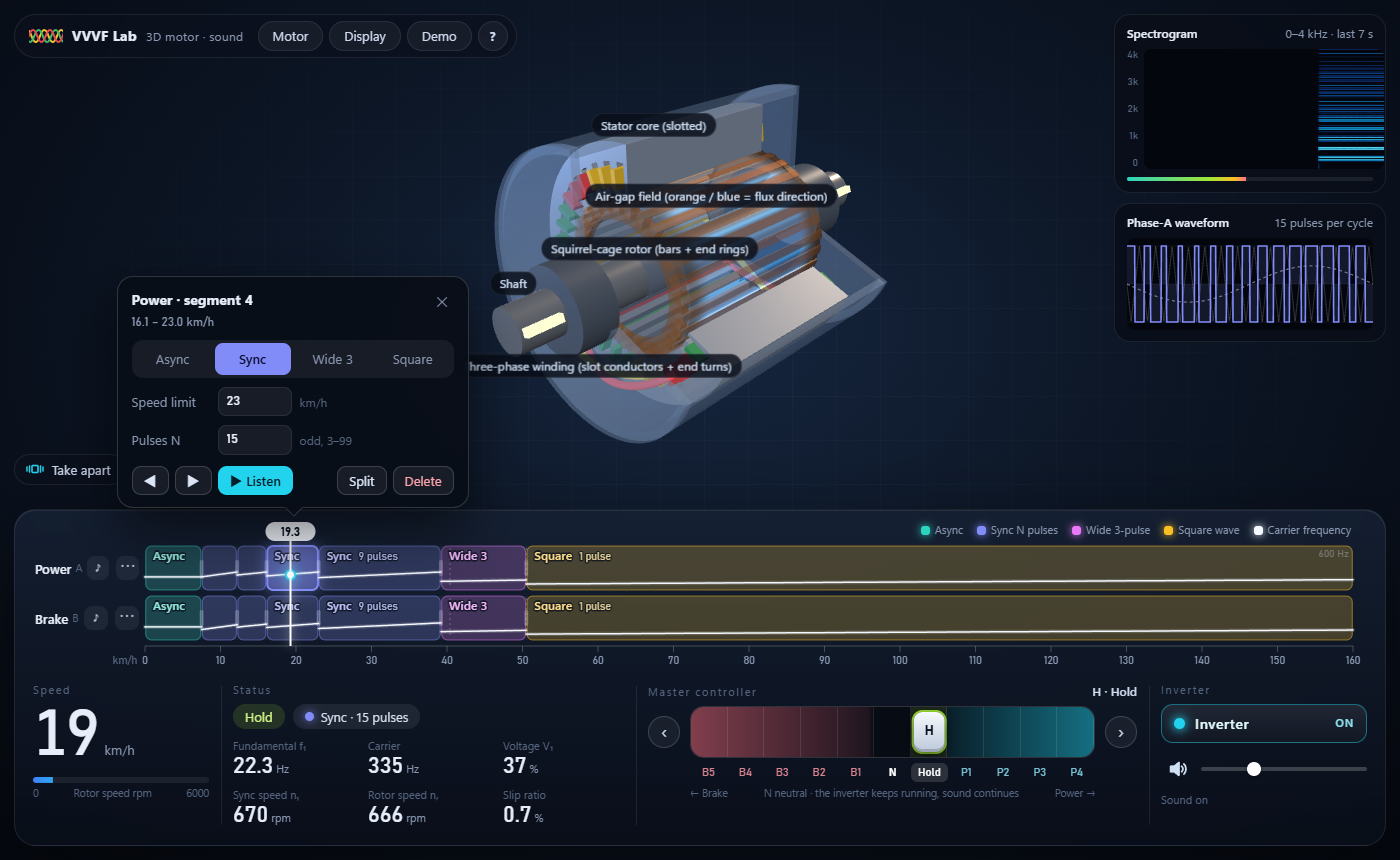 VVVF Lab 3D motor · sound Motor Display Demo ?
Spectrogram 0–4 kHz · last 7 s
4k
3k
2k
1k
0
Phase-A waveform 15 pulses per cycle
Stator core (slotted)
Air-gap field (orange / blue = flux direction)
Squirrel-cage rotor (bars + end rings)
Shaft
hree-phase winding (slot conductors + end turns)
Power · segment 4
16.1 – 23.0 km/h
Async Sync Wide 3 Square
Speed limit 23 km/h
Pulses N 15 odd, 3–99
◀ ▶ ▶ Listen Split Delete
Take apart
19.3
Async Sync N pulses Wide 3-pulse Square wave Carrier frequency
Power A ♪ ··· Async Sync Sync 9 pulses Wide 3 Square 1 pulse 600 Hz
Brake B ♪ ··· Async Sync Sync 9 pulses Wide 3 Square 1 pulse
km/h 0 10 20 30 40 50 60 70 80 90 100 110 120 130 140 150 160
Speed
19 km/h
0 Rotor speed rpm 6000
Status
Hold Sync · 15 pulses
Fundamental f₁ Carrier Voltage V₁
22.3 Hz 335 Hz 37 %
Sync speed nₛ Rotor speed nᵣ Slip ratio
670 rpm 666 rpm 0.7 %
Master controller H · Hold
‹ H ›
B5 B4 B3 B2 B1 N Hold P1 P2 P3 P4
← Brake N neutral · the inverter keeps running, sound continues Power →
Inverter
Inverter ON
Sound on